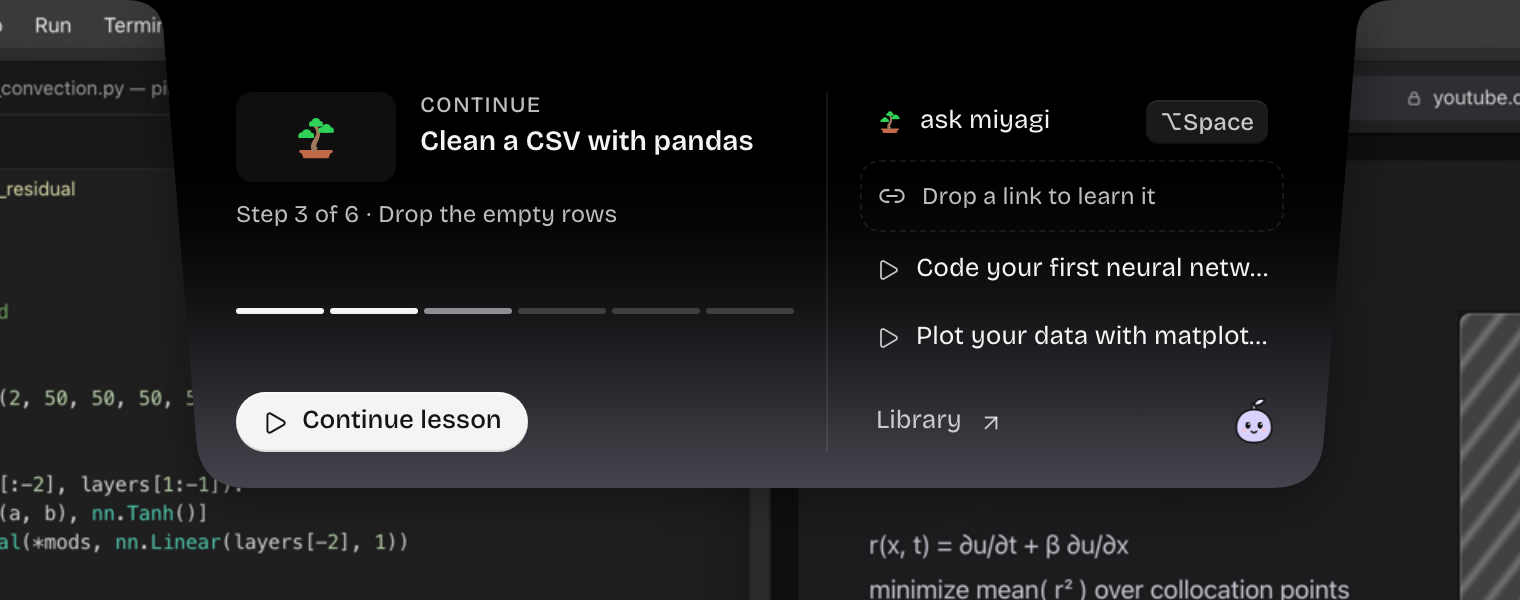 Run Termin
_convection.py — pi
youtube.c
CONTINUE
Clean a CSV with pandas
Step 3 of 6 · Drop the empty rows
Continue lesson
ask miyagi
⌥Space
Drop a link to learn it
Code your first neural netw...
Plot your data with matplot...
Library ↗
_residual
d
(2, 50, 50, 50, 5
[:-2], layers[1:-1]):
(a, b), nn.Tanh()]
al(*mods, nn.Linear(layers[-2], 1))
r(x, t) = ∂u/∂t + β ∂u/∂x
minimize mean( r² ) over collocation points